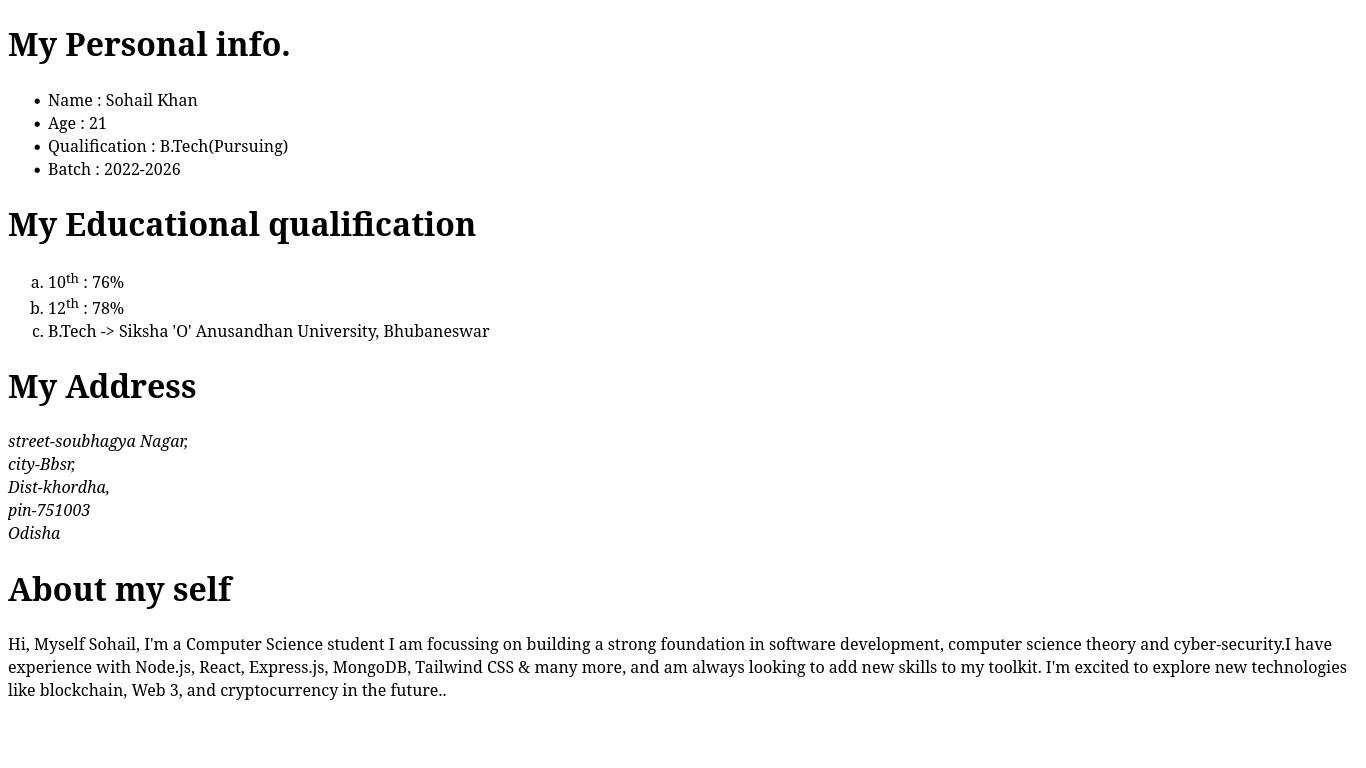 My Personal info.
• Name : Sohail Khan
• Age : 21
• Qualification : B.Tech(Pursuing)
• Batch : 2022-2026
My Educational qualification
a. 10th : 76%
b. 12th : 78%
c. B.Tech -> Siksha 'O' Anusandhan University, Bhubaneswar
My Address
street-soubhagya Nagar,
city-Bbsr,
Dist-khordha,
pin-751003
Odisha
About my self
Hi, Myself Sohail, I'm a Computer Science student I am focussing on building a strong foundation in software development, computer science theory and cyber-security.I have
experience with Node.js, React, Express.js, MongoDB, Tailwind CSS & many more, and am always looking to add new skills to my toolkit. I'm excited to explore new technologies
like blockchain, Web 3, and cryptocurrency in the future..